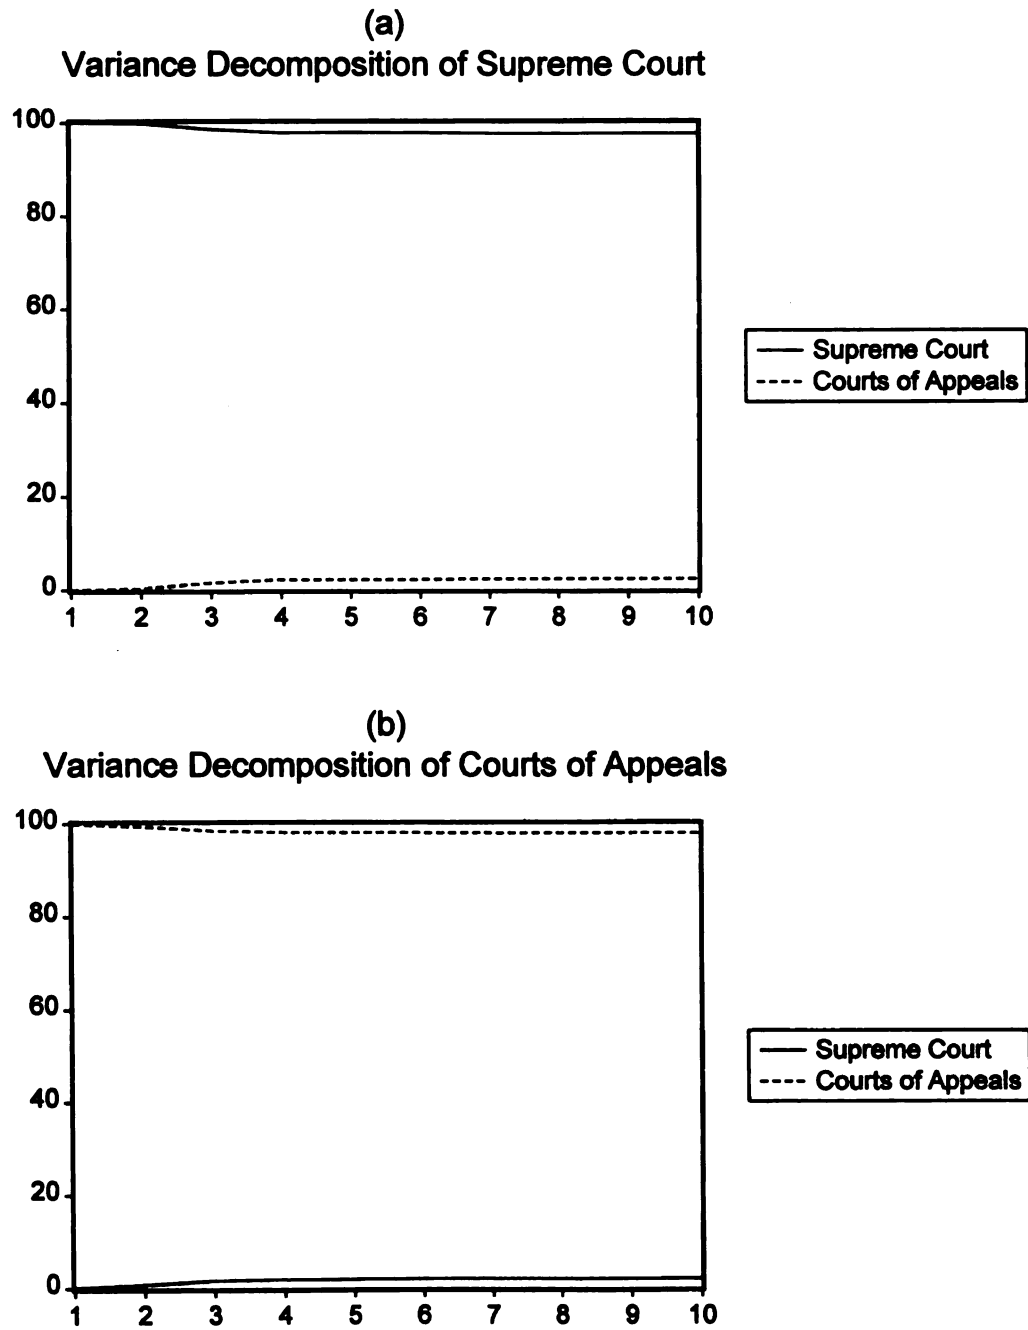 (a)
Variance Decomposition of Supreme Court
100
80
60
40
20
0
1 2 3 4 5 6 7 8 9 10
Supreme Court
Courts of Appeals
(b)
Variance Decomposition of Courts of Appeals
100
80
60
40
20
0
1 2 3 4 5 6 7 8 9 10
Supreme Court
Courts of Appeals